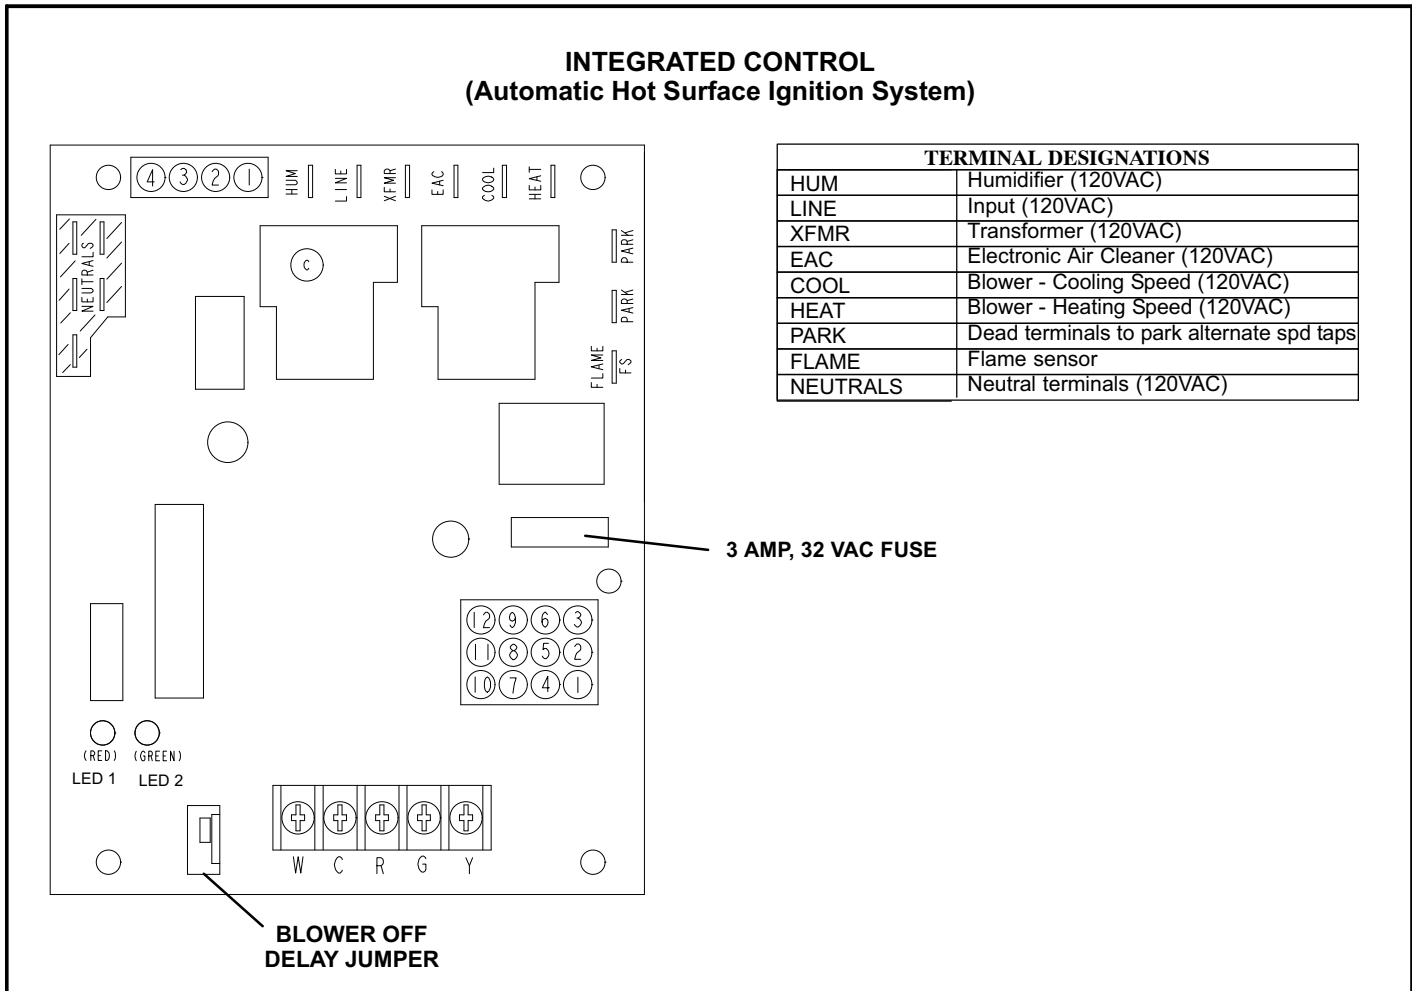 INTEGRATED CONTROL
(Automatic Hot Surface Ignition System)
4 3 2 1
HUM
LINE
XFMR
EAC
COOL
HEAT
NEUTRALS
C
PARK
PARK
FLAME
FS
TERMINAL DESIGNATIONS
HUM Humidifier (120VAC)
LINE Input (120VAC)
XFMR Transformer (120VAC)
EAC Electronic Air Cleaner (120VAC)
COOL Blower - Cooling Speed (120VAC)
HEAT Blower - Heating Speed (120VAC)
PARK Dead terminals to park alternate spd taps
FLAME Flame sensor
NEUTRALS Neutral terminals (120VAC)
3 AMP, 32 VAC FUSE
12 9 6 3
11 8 5 2
10 7 4 1
(RED) (GREEN)
LED 1 LED 2
W C R G Y
BLOWER OFF
DELAY JUMPER